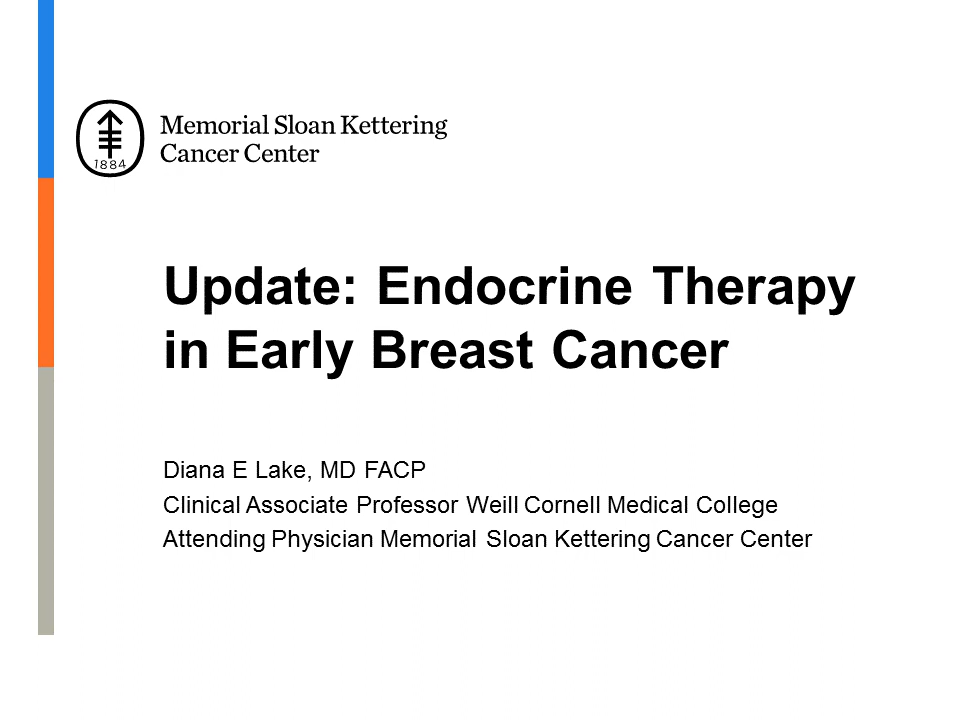 Memorial Sloan Kettering
Cancer Center
1884
Update: Endocrine Therapy
in Early Breast Cancer
Diana E Lake, MD FACP
Clinical Associate Professor Weill Cornell Medical College
Attending Physician Memorial Sloan Kettering Cancer Center